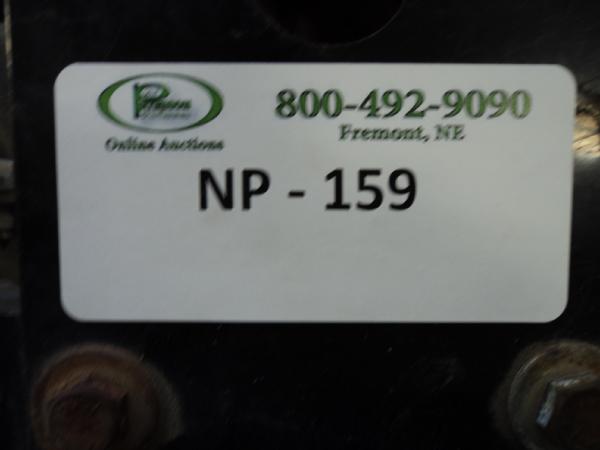 800-492-9090
Fremont, NE
Online Auctions
NP - 159